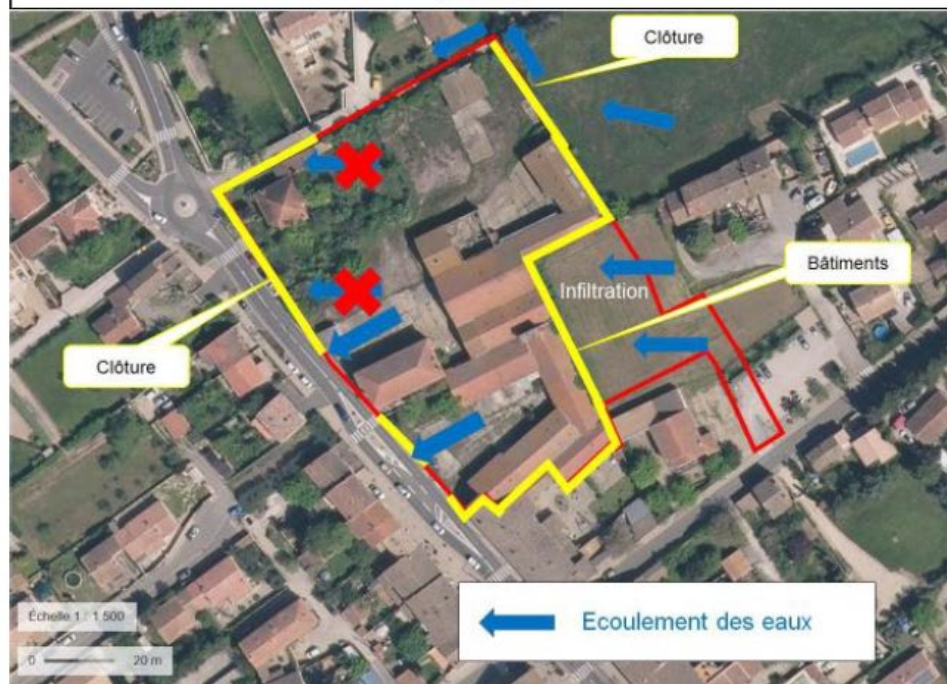 Clôture
Bâtiments
Infiltration
Clôture
Échelle 1 : 1 500
0 20 m
Ecoulement des eaux